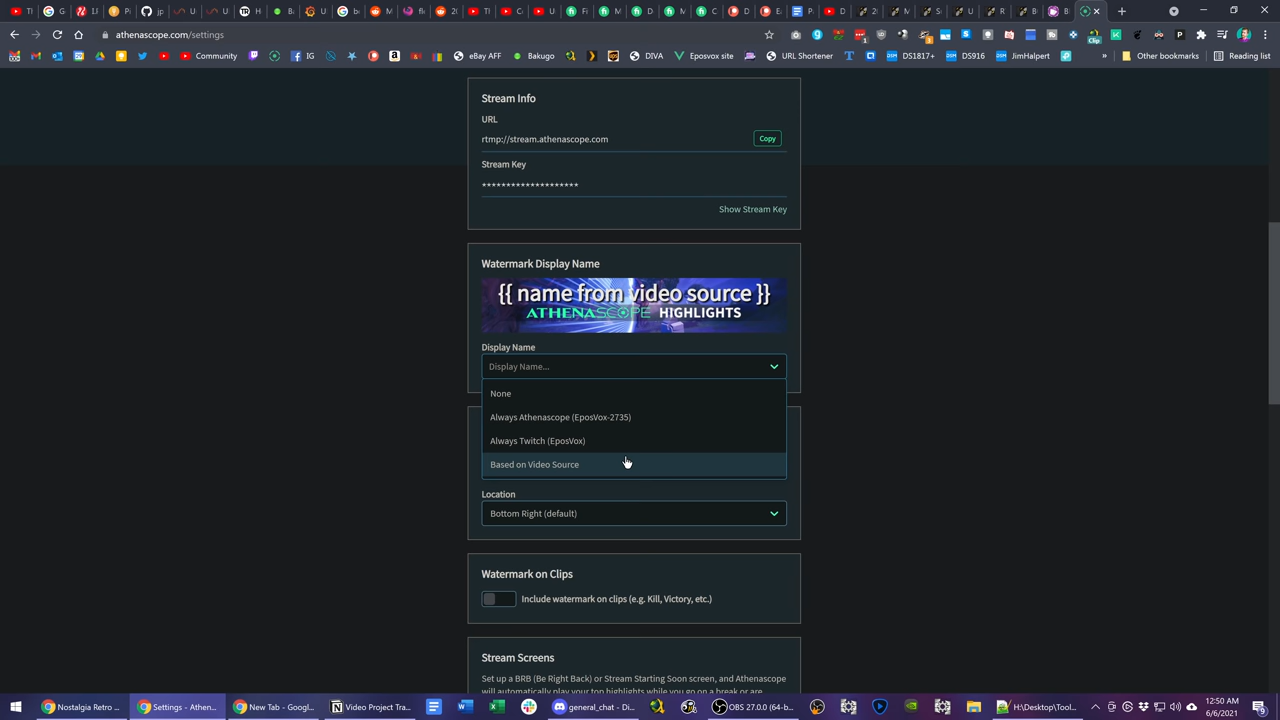 athenascope.com/settings
Community
IG
eBay AFF
Bakugo
DIVA
Eposvox site
URL Shortener
DS1817+
DS916
JimHalpert
»
Other bookmarks
Reading list
Stream Info
URL
rtmp://stream.athenascope.com
Copy
Stream Key
********************
Show Stream Key
Watermark Display Name
{{ name from video source }}
ATHENASCOPE HIGHLIGHTS
Display Name
Display Name...
None
Always Athenascope (EposVox-2735)
Always Twitch (EposVox)
Based on Video Source
Location
Bottom Right (default)
Watermark on Clips
Include watermark on clips (e.g. Kill, Victory, etc.)
Stream Screens
Set up a BRB (Be Right Back) or Stream Starting Soon screen, and Athenascope
will automatically play your top highlights while you go on a break or are
Nostalgia Retro ...
Settings - Athen...
New Tab - Googl...
Video Project Tra...
general_chat - Di...
OBS 27.0.0 (64-b...
H:\Desktop\Tool...
12:50 AM
6/6/2021